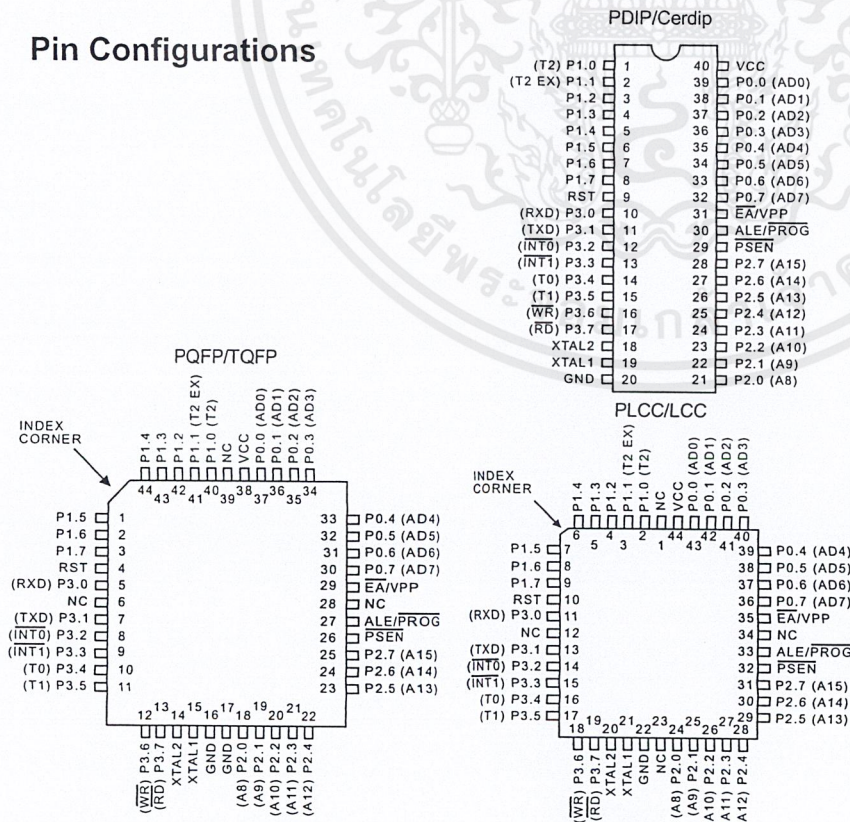 Pin Configurations
PDIP/Cerdip
(T2) P1.0 1 40 VCC
(T2 EX) P1.1 2 39 P0.0 (AD0)
P1.2 3 38 P0.1 (AD1)
P1.3 4 37 P0.2 (AD2)
P1.4 5 36 P0.3 (AD3)
P1.5 6 35 P0.4 (AD4)
P1.6 7 34 P0.5 (AD5)
P1.7 8 33 P0.6 (AD6)
RST 9 32 P0.7 (AD7)
(RXD) P3.0 10 31 EA/VPP
(TXD) P3.1 11 30 ALE/PROG
(INT0) P3.2 12 29 PSEN
(INT1) P3.3 13 28 P2.7 (A15)
(T0) P3.4 14 27 P2.6 (A14)
(T1) P3.5 15 26 P2.5 (A13)
(WR) P3.6 16 25 P2.4 (A12)
(RD) P3.7 17 24 P2.3 (A11)
XTAL2 18 23 P2.2 (A10)
XTAL1 19 22 P2.1 (A9)
GND 20 21 P2.0 (A8)
PQFP/TQFP
INDEX
CORNER
P1.4
P1.3
P1.2
P1.1 (T2 EX)
P1.0 (T2)
NC
VCC
P0.0 (AD0)
P0.1 (AD1)
P0.2 (AD2)
P0.3 (AD3)
44 43 42 41 40 39 38 37 36 35 34
P1.5 1 33 P0.4 (AD4)
P1.6 2 32 P0.5 (AD5)
P1.7 3 31 P0.6 (AD6)
RST 4 30 P0.7 (AD7)
(RXD) P3.0 5 29 EA/VPP
NC 6 28 NC
(TXD) P3.1 7 27 ALE/PROG
(INT0) P3.2 8 26 PSEN
(INT1) P3.3 9 25 P2.7 (A15)
(T0) P3.4 10 24 P2.6 (A14)
(T1) P3.5 11 23 P2.5 (A13)
12 13 14 15 16 17 18 19 20 21 22
(WR) P3.6
(RD) P3.7
XTAL2
XTAL1
GND
GND
(A8) P2.0
(A9) P2.1
(A10) P2.2
(A11) P2.3
(A12) P2.4
PLCC/LCC
INDEX
CORNER
P1.4
P1.3
P1.2
P1.1 (T2 EX)
P1.0 (T2)
NC
VCC
P0.0 (AD0)
P0.1 (AD1)
P0.2 (AD2)
P0.3 (AD3)
6 5 4 3 2 1 44 43 42 41 40
P1.5 7 39 P0.4 (AD4)
P1.6 8 38 P0.5 (AD5)
P1.7 9 37 P0.6 (AD6)
RST 10 36 P0.7 (AD7)
(RXD) P3.0 11 35 EA/VPP
NC 12 34 NC
(TXD) P3.1 13 33 ALE/PROG
(INT0) P3.2 14 32 PSEN
(INT1) P3.3 15 31 P2.7 (A15)
(T0) P3.4 16 30 P2.6 (A14)
(T1) P3.5 17 29 P2.5 (A13)
18 19 20 21 22 23 24 25 26 27 28
(WR) P3.6
(RD) P3.7
XTAL2
XTAL1
GND
NC
(A8) P2.0
(A9) P2.1
A10) P2.2
A11) P2.3
A12) P2.4